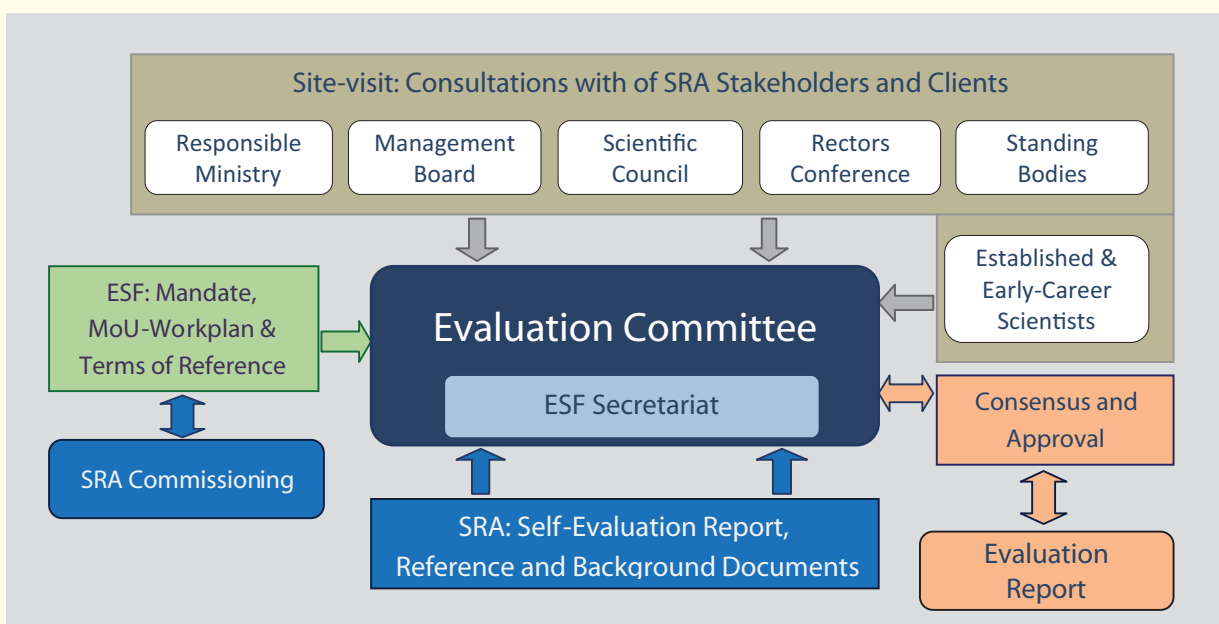 Site-visit: Consultations with of SRA Stakeholders and Clients
Responsible
Ministry
Management
Board
Scientific
Council
Rectors
Conference
Standing
Bodies
Established &
Early-Career
Scientists
ESF: Mandate,
MoU-Workplan &
Terms of Reference
Evaluation Committee
ESF Secretariat
Consensus and
Approval
SRA Commissioning
SRA: Self-Evaluation Report,
Reference and Background Documents
Evaluation
Report